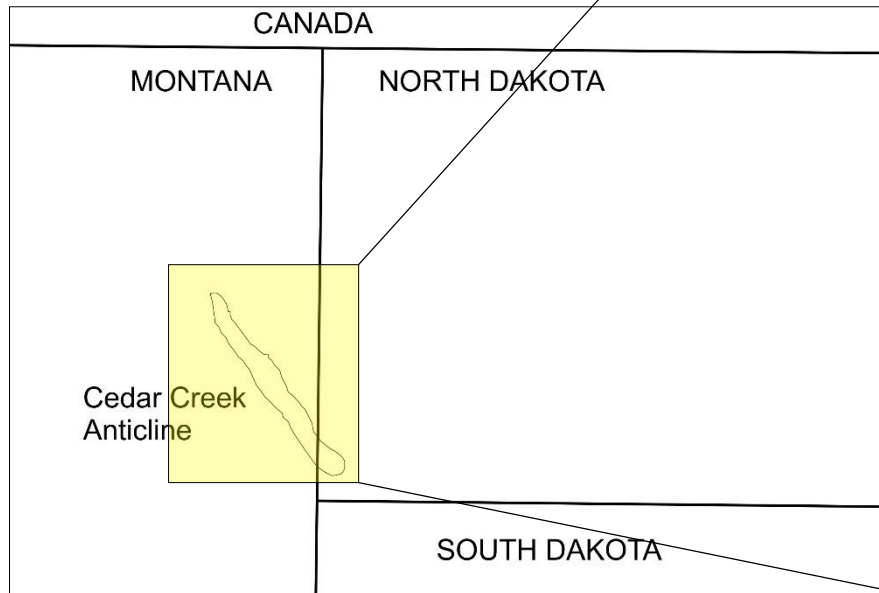 CANADA
MONTANA
NORTH DAKOTA
Cedar Creek
Anticline
SOUTH DAKOTA